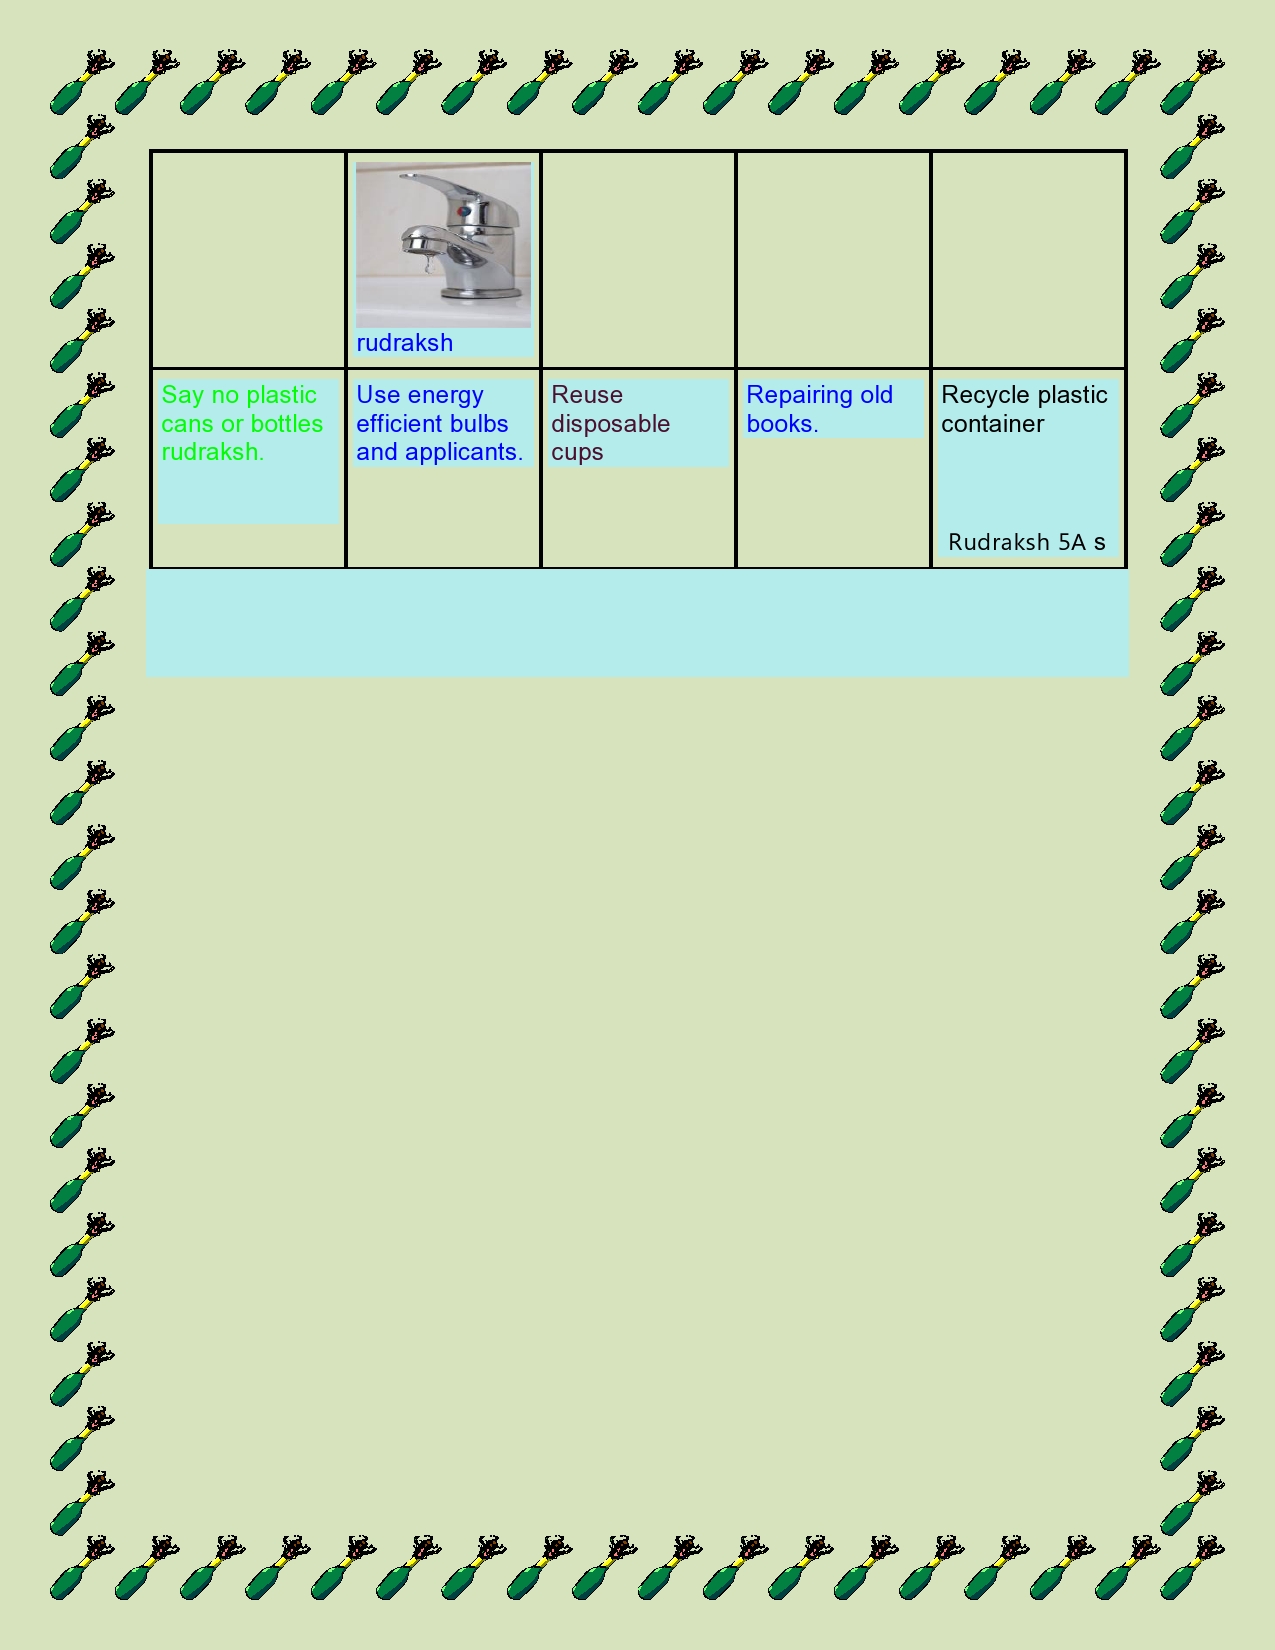 rudraksh
Say no plastic
cans or bottles
rudraksh.
Use energy
efficient bulbs
and applicants.
Reuse
disposable
cups
Repairing old
books.
Recycle plastic
container
Rudraksh 5A s